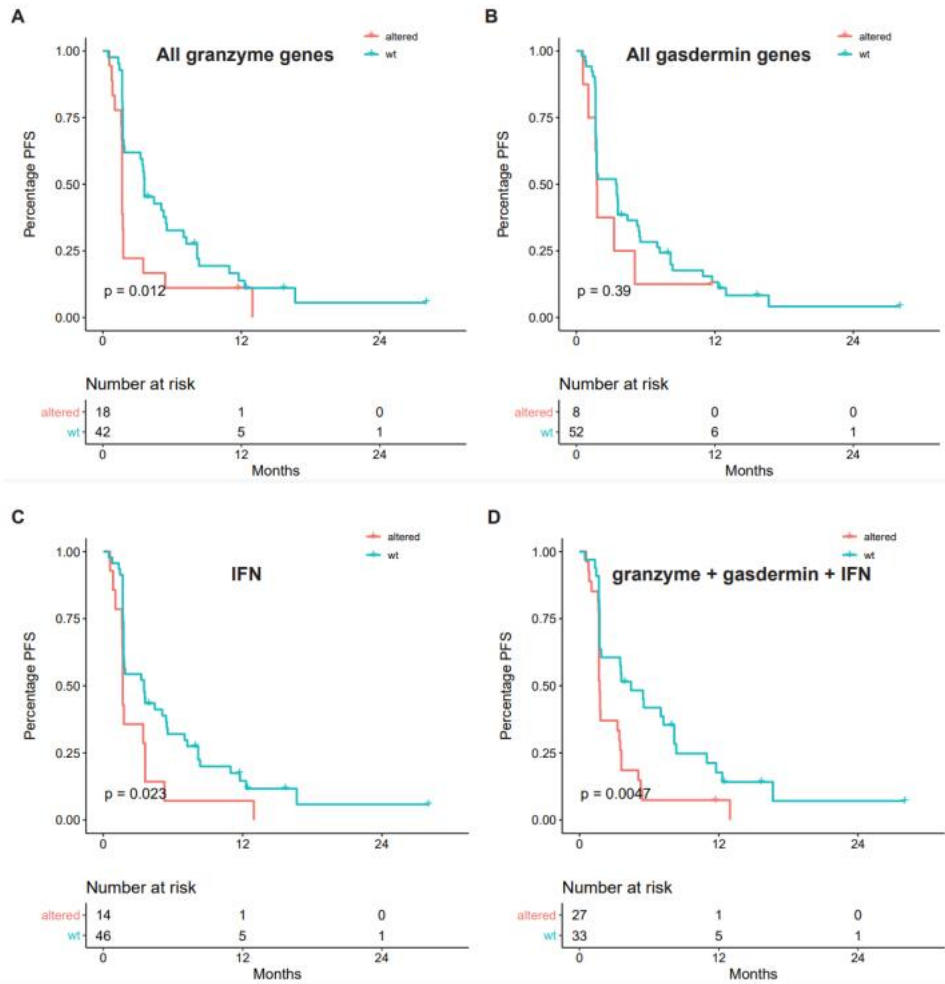 A
All granzyme genes
altered
wt
Percentage PFS
1.00
0.75
0.50
0.25
0.00
p = 0.012
0 12 24
Number at risk
altered 18 1 0
wt 42 5 1
0 12 24
Months
B
All gasdermin genes
altered
wt
Percentage PFS
1.00
0.75
0.50
0.25
0.00
p = 0.39
0 12 24
Number at risk
altered 8 0 0
wt 52 6 1
0 12 24
Months
C
IFN
altered
wt
Percentage PFS
1.00
0.75
0.50
0.25
0.00
p = 0.023
0 12 24
Number at risk
altered 14 1 0
wt 46 5 1
0 12 24
Months
D
granzyme + gasdermin + IFN
altered
wt
Percentage PFS
1.00
0.75
0.50
0.25
0.00
p = 0.0047
0 12 24
Number at risk
altered 27 1 0
wt 33 5 1
0 12 24
Months